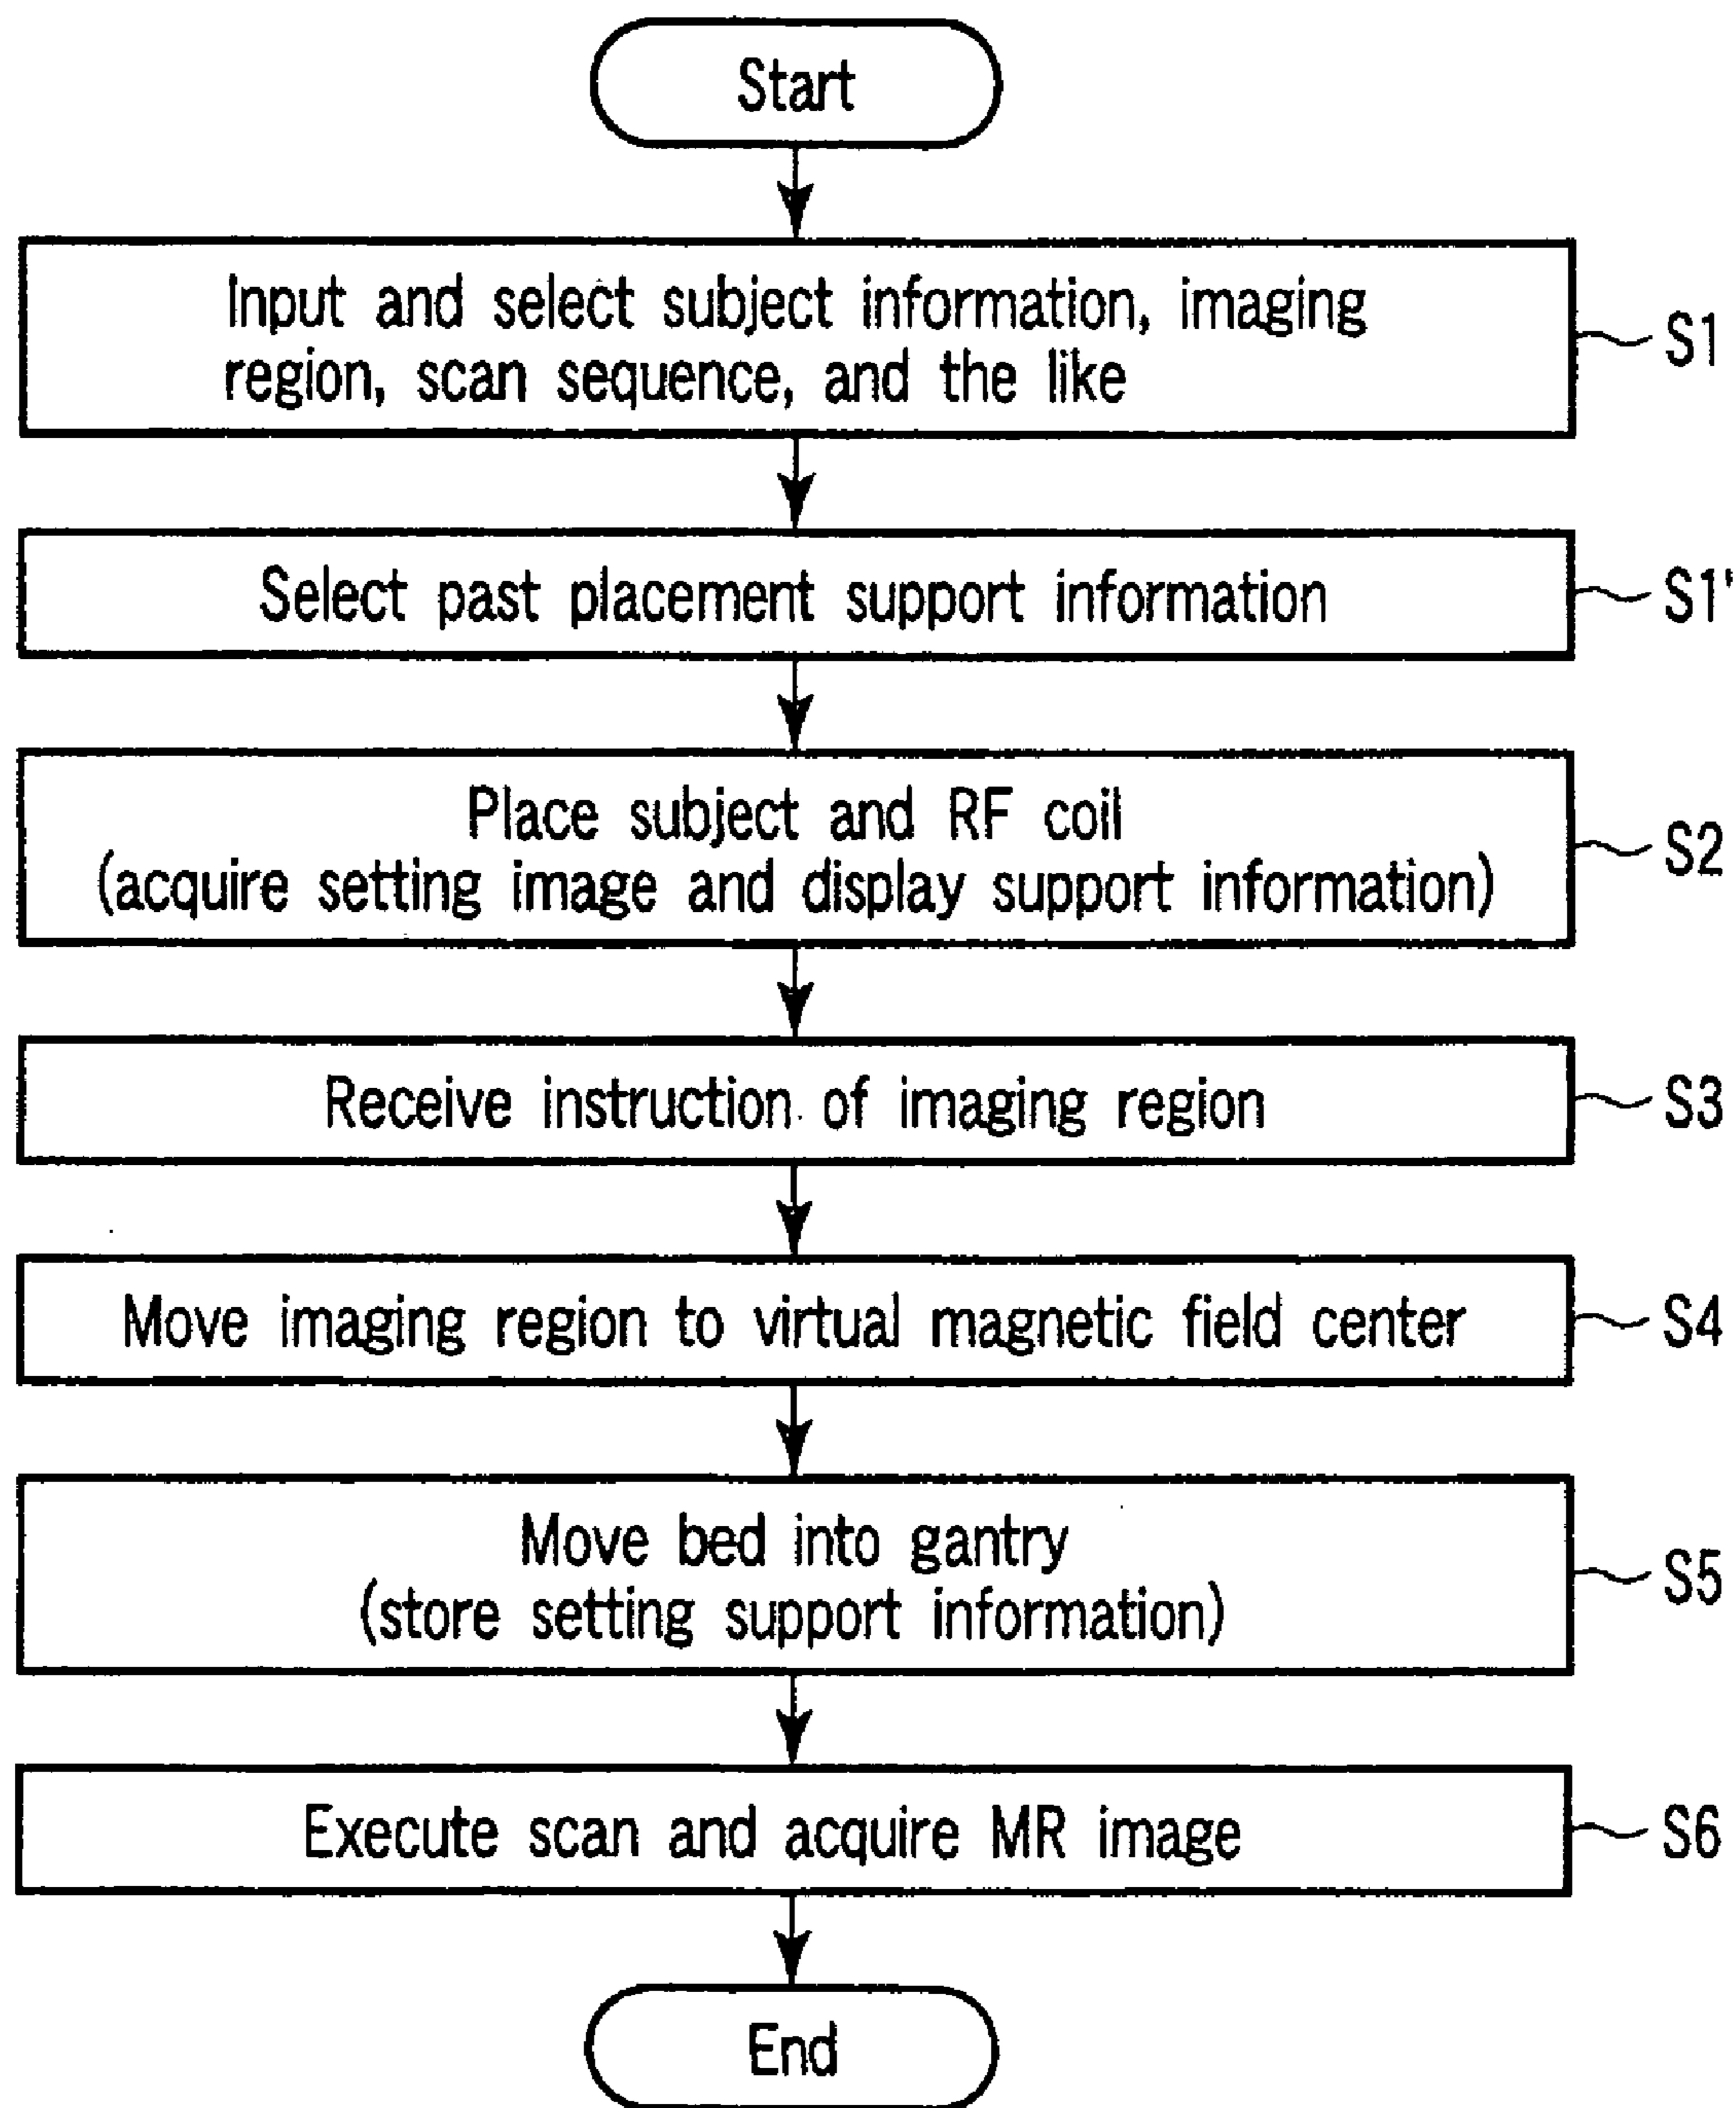 Start
Input and select subject information, imaging
region, scan sequence, and the like
S1
Select past placement support information
S1'
Place subject and RF coil
(acquire setting image and display support information)
S2
Receive instruction of imaging region
S3
Move imaging region to virtual magnetic field center
S4
Move bed into gantry
(store setting support information)
S5
Execute scan and acquire MR image
S6
End